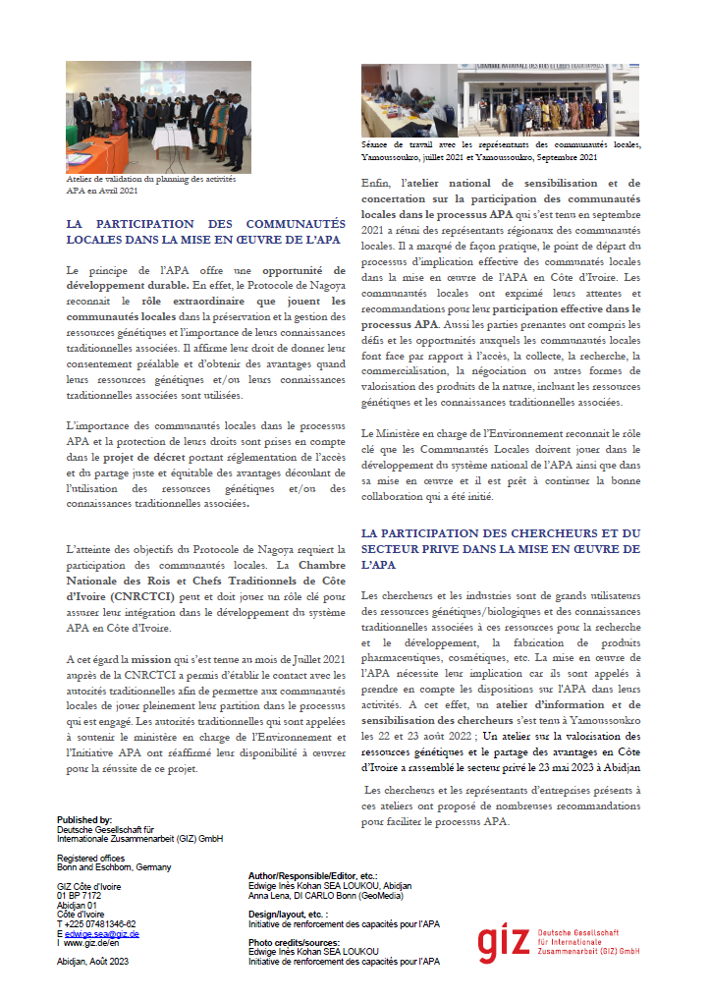 Atelier de validation du planning des activités
APA en Avril 2021
LA PARTICIPATION DES COMMUNAUTÉS
LOCALES DANS LA MISE EN ŒUVRE DE L'APA
Le principe de l'APA offre une opportunité de
développement durable. En effet, le Protocole de Nagoya
reconnait le rôle extraordinaire que jouent les
communautés locales dans la préservation et la gestion des
ressources génétiques et l'importance de leurs connaissances
traditionnelles associées. Il affirme leur droit de donner leur
consentement préalable et d'obtenir des avantages quand
leurs ressources génétiques et/ou leurs connaissances
traditionnelles associées sont utilisées.
L'importance des communautés locales dans le processus
APA et la protection de leurs droits sont prises en compte
dans le projet de décret portant réglementation de l'accès
et du partage juste et équitable des avantages découlant de
l'utilisation des ressources génétiques et/ou des
connaissances traditionnelles associées.
L'atteinte des objectifs du Protocole de Nagoya requiert la
participation des communautés locales. La Chambre
Nationale des Rois et Chefs Traditionnels de Côte
d'Ivoire (CNRCTCI) peut et doit jouer un rôle clé pour
assurer leur intégration dans le développement du système
APA en Côte d'Ivoire.
A cet égard la mission qui s'est tenue au mois de Juillet 2021
auprès de la CNRCTCI a permis d'établir le contact avec les
autorités traditionnelles afin de permettre aux communautés
locales de jouer pleinement leur partition dans le processus
qui est engagé. Les autorités traditionnelles qui sont appelées
à soutenir le ministère en charge de l'Environnement et
l'Initiative APA ont réaffirmé leur disponibilité à œuvrer
pour la réussite de ce projet.
CHAMBRE NATIONALE DES ROIS ET CHEFS TRADITIONNELS
Séance de travail avec les représentants des communautés locales,
Yamoussoukro, juillet 2021 et Yamoussoukro, Septembre 2021
Enfin, l'atelier national de sensibilisation et de
concertation sur la participation des communautés
locales dans le processus APA qui s'est tenu en septembre
2021 a réuni des représentants régionaux des communautés
locales. Il a marqué de façon pratique, le point de départ du
processus d'implication effective des communatés locales
dans la mise en œuvre de l'APA en Côte d'Ivoire. Les
communautés locales ont exprimé leurs attentes et
recommandations pour leur participation effective dans le
processus APA. Aussi les parties prenantes ont compris les
défis et les opportunités auxquels les communautés locales
font face par rapport à l'accès, la collecte, la recherche, la
commercialisation, la négociation ou autres formes de
valorisation des produits de la nature, incluant les ressources
génétiques et les connaissances traditionnelles associées.
Le Ministère en charge de l'Environnement reconnait le rôle
clé que les Communautés Locales doivent jouer dans le
développement du système national de l'APA ainsi que dans
sa mise en œuvre et il est prêt à continuer la bonne
collaboration qui a été initié.
LA PARTICIPATION DES CHERCHEURS ET DU
SECTEUR PRIVE DANS LA MISE EN ŒUVRE DE
L'APA
Les chercheurs et les industries sont de grands utilisateurs
des ressources génétiques/biologiques et des connaissances
traditionnelles associées à ces ressources pour la recherche
et le développement, la fabrication de produits
pharmaceutiques, cosmétiques, etc. La mise en œuvre de
l'APA nécessite leur implication car ils sont appelés à
prendre en compte les dispositions sur l'APA dans leurs
activités. A cet effet, un atelier d'information et de
sensibilisation des chercheurs s'est tenu à Yamoussoukro
les 22 et 23 août 2022 ; Un atelier sur la valorisation des
ressources génétiques et le partage des avantages en Côte
d'Ivoire a rassemblé le secteur privé le 23 mai 2023 à Abidjan
Les chercheurs et les représentants d'entreprises présents à
ces ateliers ont proposé de nombreuses recommandations
pour faciliter le processus APA.
Published by:
Deutsche Gesellschaft für
Internationale Zusammenarbeit (GIZ) GmbH
Registered offices
Bonn and Eschborn, Germany
GIZ Côte d'Ivoire
01 BP 7172
Abidjan 01
Côte d'Ivoire
T +225 07481346-62
E edwige.sea@giz.de
I www.giz.de/en
Abidjan, Août 2023
Author/Responsible/Editor, etc.:
Edwige Inès Kohan SEA LOUKOU, Abidjan
Anna Lena, DI CARLO Bonn (GeoMedia)
Design/layout, etc. :
Initiative de renforcement des capacités pour l'APA
Photo credits/sources:
Edwige Inès Kohan SEA LOUKOU
Initiative de renforcement des capacités pour l'APA
giz Deutsche Gesellschaft
für Internationale
Zusammenarbeit (GIZ) GmbH